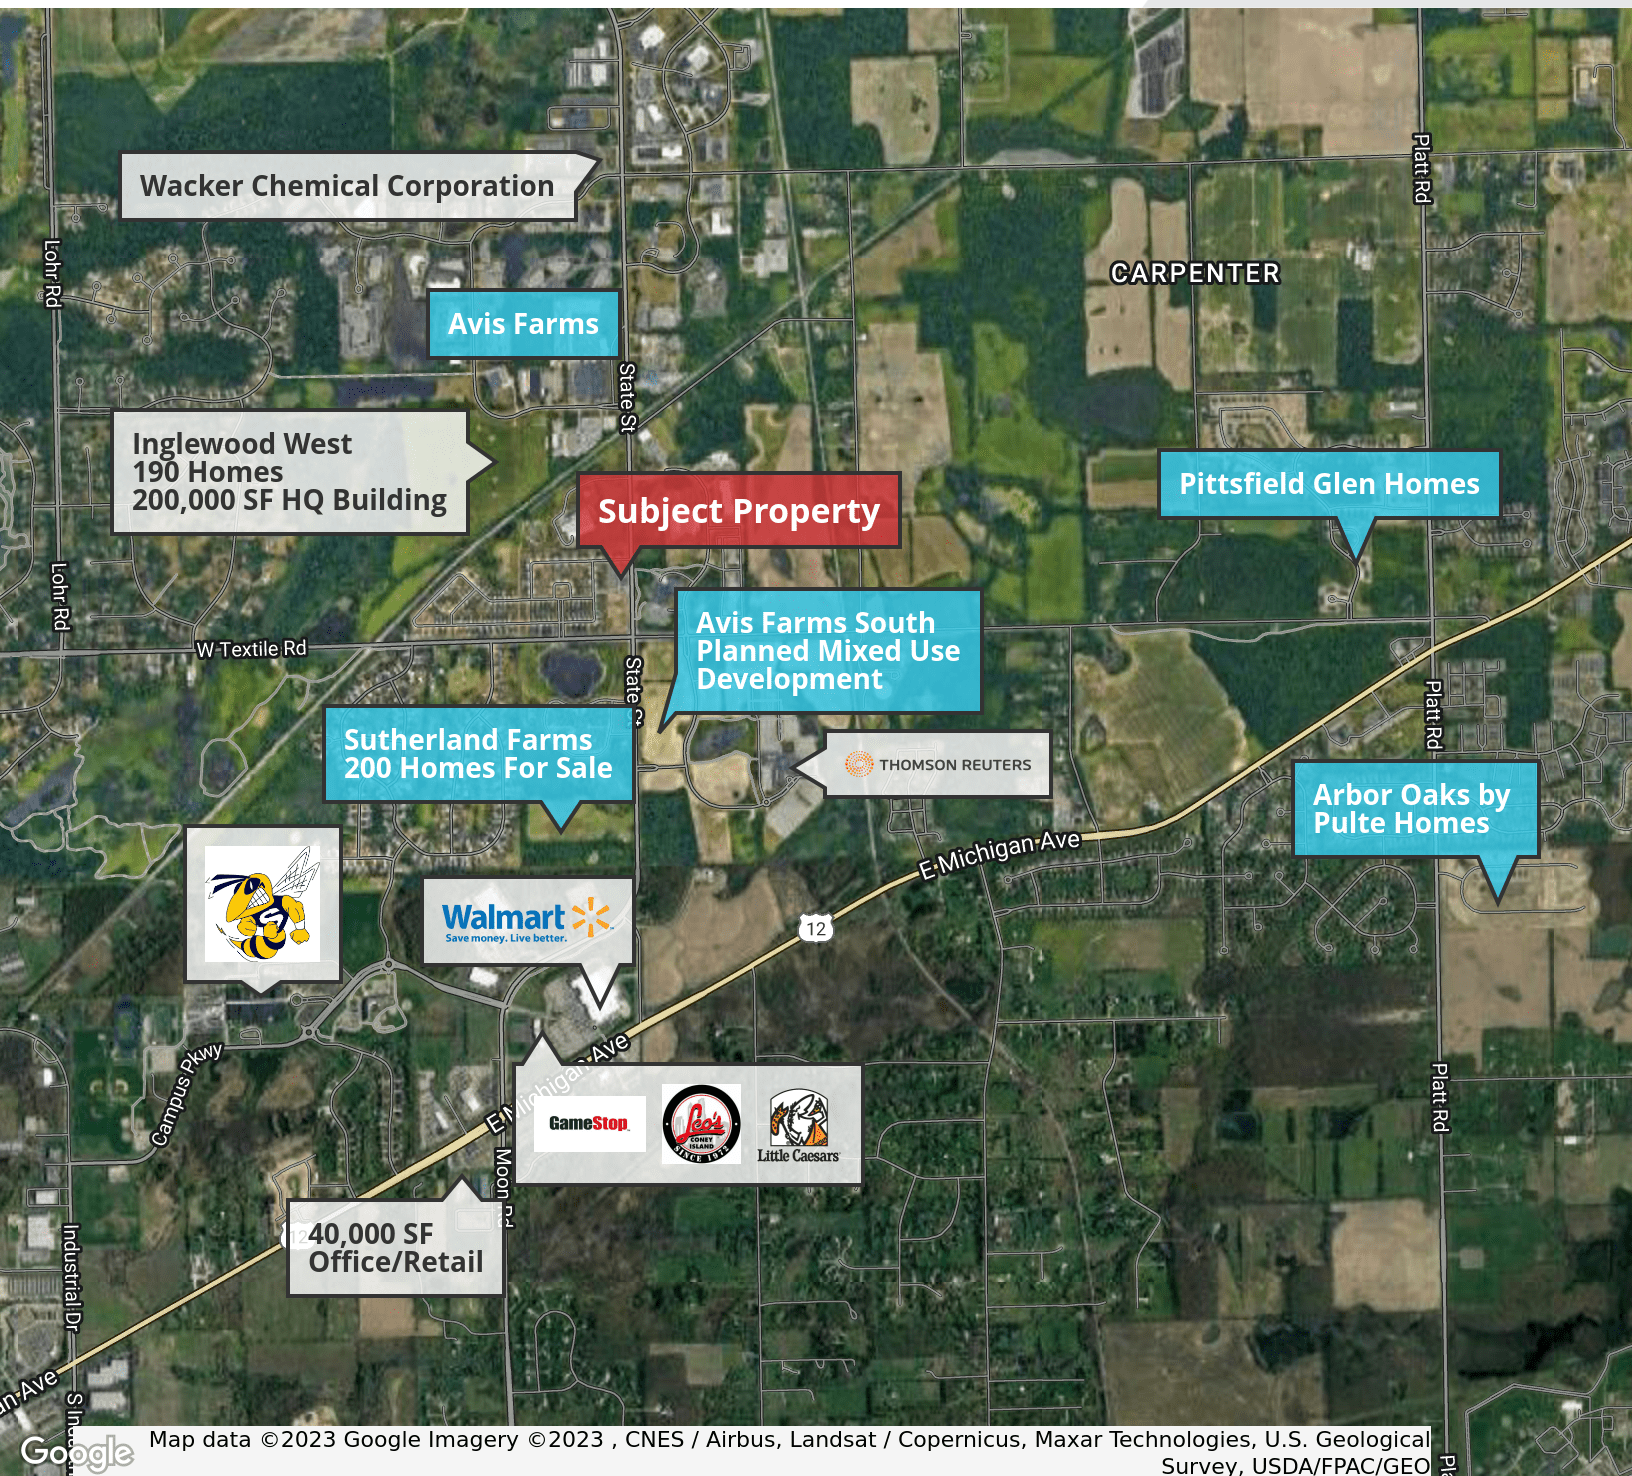 Platt Rd
Wacker Chemical Corporation
Lohr Rd
CARPENTER
Avis Farms
State St
Inglewood West
190 Homes
200,000 SF HQ Building
Subject Property
Pittsfield Glen Homes
Lohr Rd
Avis Farms South
Planned Mixed Use
Development
W Textile Rd
State St
Platt Rd
Sutherland Farms
200 Homes For Sale
THOMSON REUTERS
Arbor Oaks by
Pulte Homes
E Michigan Ave
Walmart
Save money. Live better.
12
E Michigan Ave
Campus Pkwy
GameStop
Leo's
CONEY
ISLAND
SINCE 1972
Little Caesars
Platt Rd
Moon Rd
12
40,000 SF
Office/Retail
Industrial Dr
an Ave
S In
Pla
Google
Map data ©2023 Google Imagery ©2023 , CNES / Airbus, Landsat / Copernicus, Maxar Technologies, U.S. Geological
Survey, USDA/FPAC/GEO